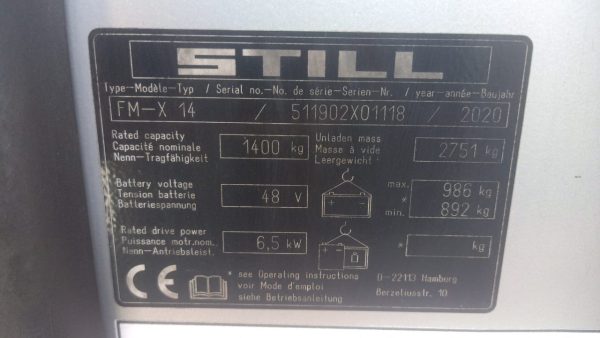 STILL
Type-Modèle-Typ / Serial no.-No. de série-Serien-Nr. / year-année-Baujahr
FM-X 14 / 511902X01118 / 2020
Rated capacity
Capacité nominale
Nenn-Tragfähigkeit
1400 kg
Unladen mass
Masse à vide
Leergewicht
2751 kg
Battery voltage
Tension batterie
Batteriespannung
48 V
max. 986 kg
*
min. 892 kg
Rated drive power
Puissance motr.nom.
Nenn-Antriebsleist.
6,5 kW
* kg
CE
* see Operating instructions
voir Mode d'emploi
siehe Betriebsanleitung
D-22113 Hamburg
Berzeliusstr. 10